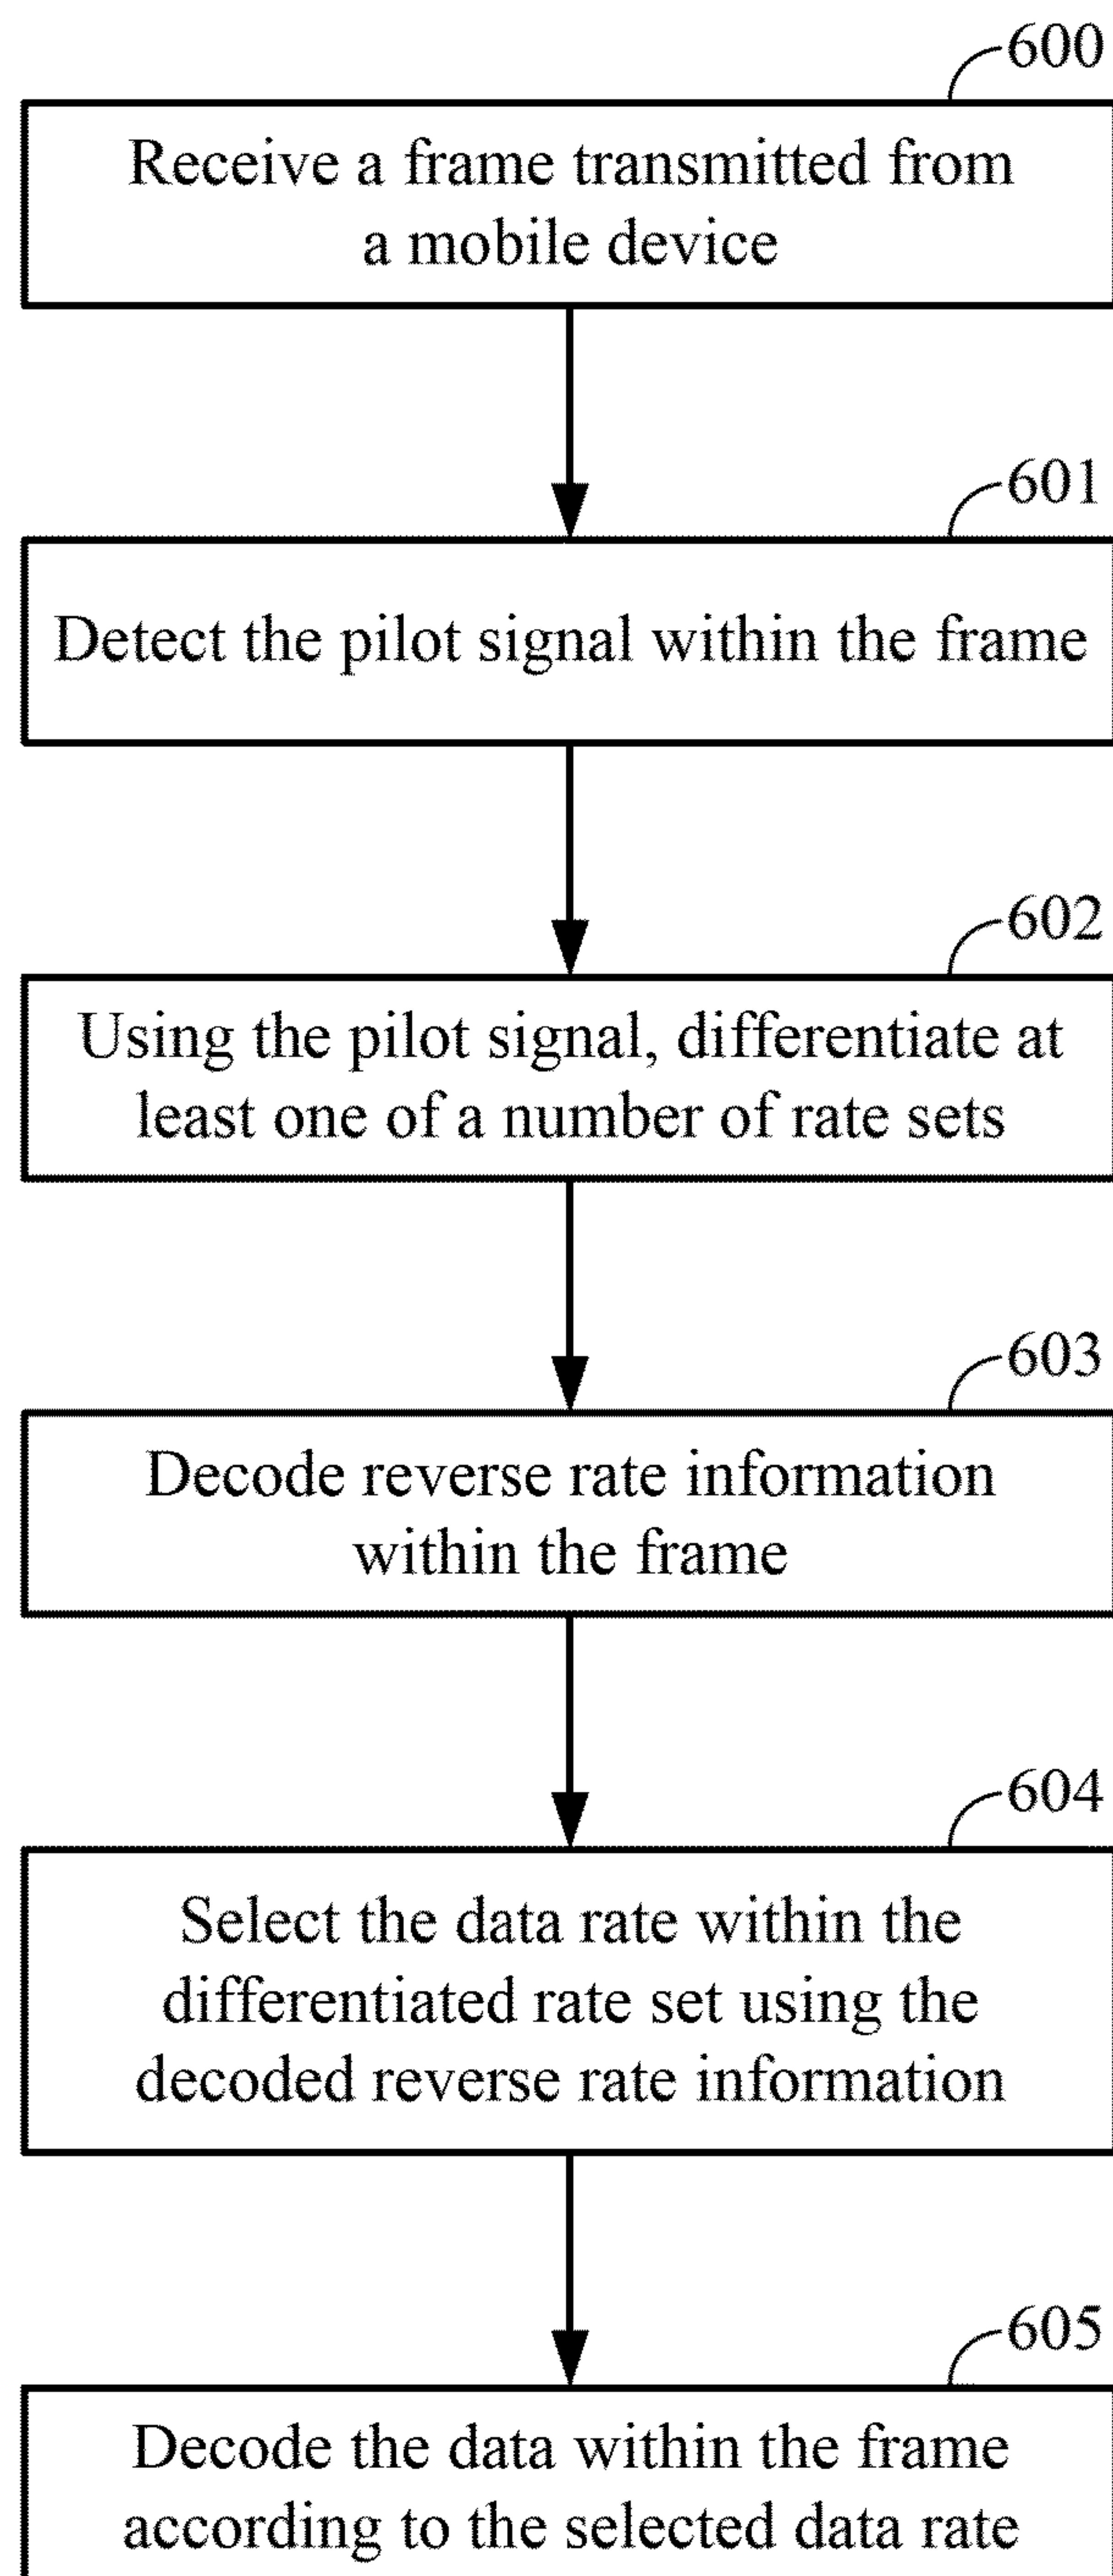 600
Receive a frame transmitted from
a mobile device
601
Detect the pilot signal within the frame
602
Using the pilot signal, differentiate at
least one of a number of rate sets
603
Decode reverse rate information
within the frame
604
Select the data rate within the
differentiated rate set using the
decoded reverse rate information
605
Decode the data within the frame
according to the selected data rate